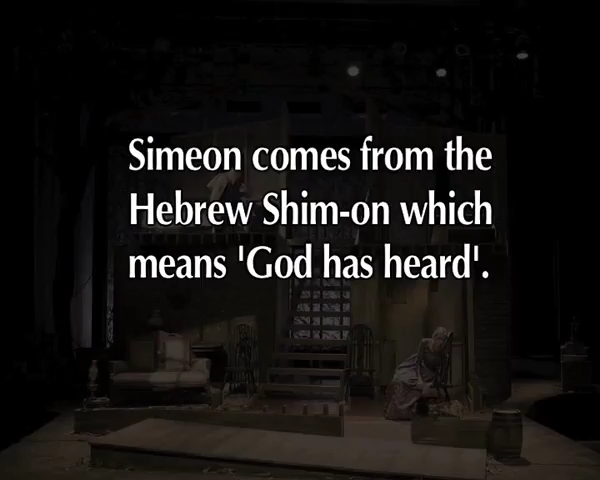 Simeon comes from the
Hebrew Shim-on which
means 'God has heard'.